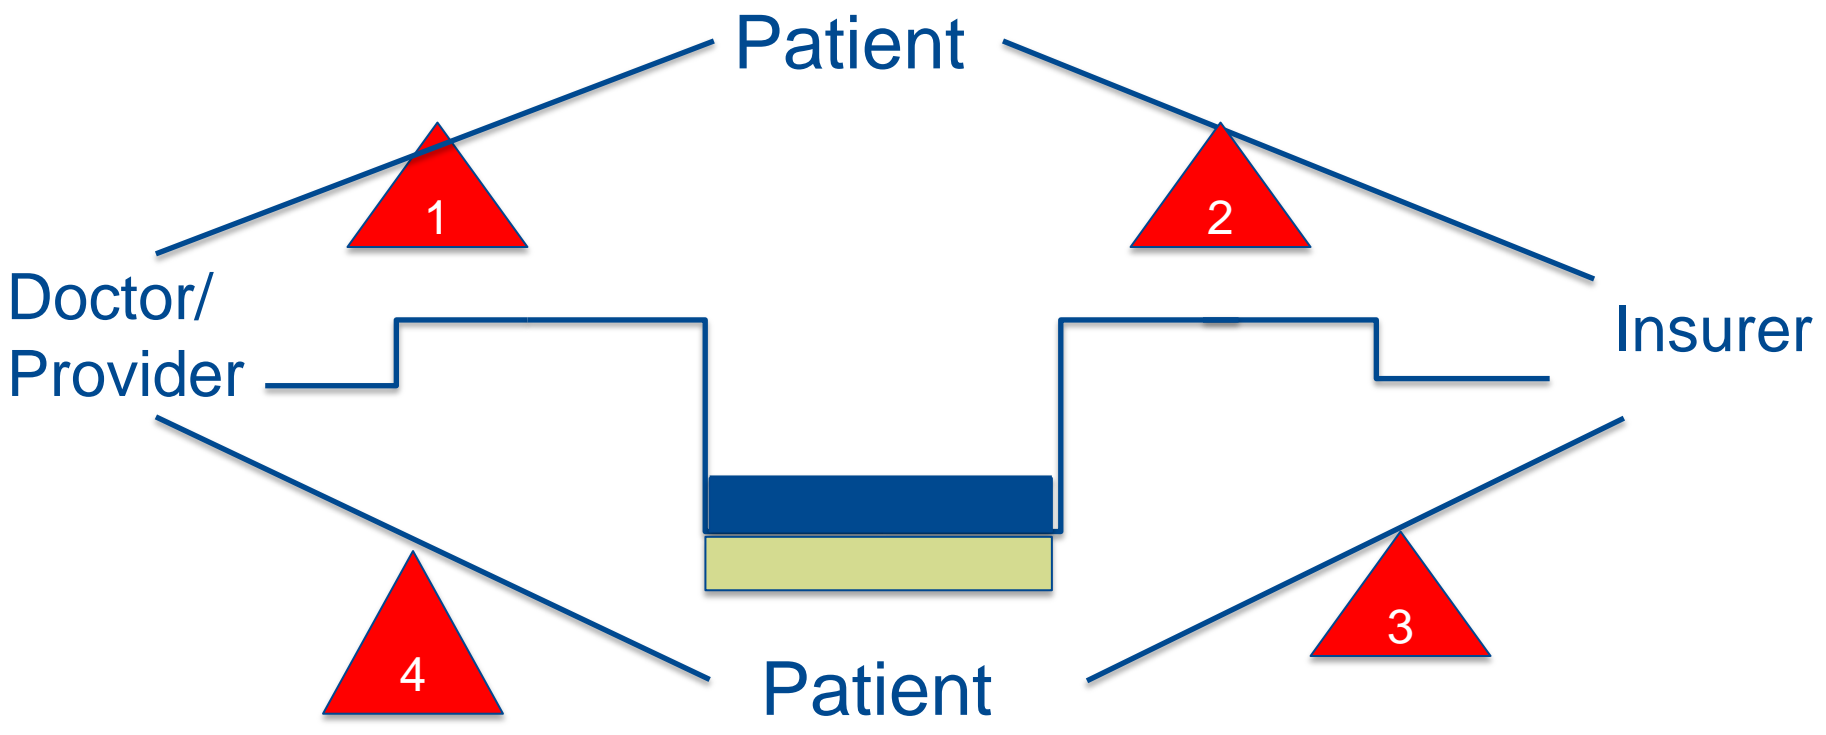 Patient
1
2
Doctor/
Provider
Insurer
3
4
Patient